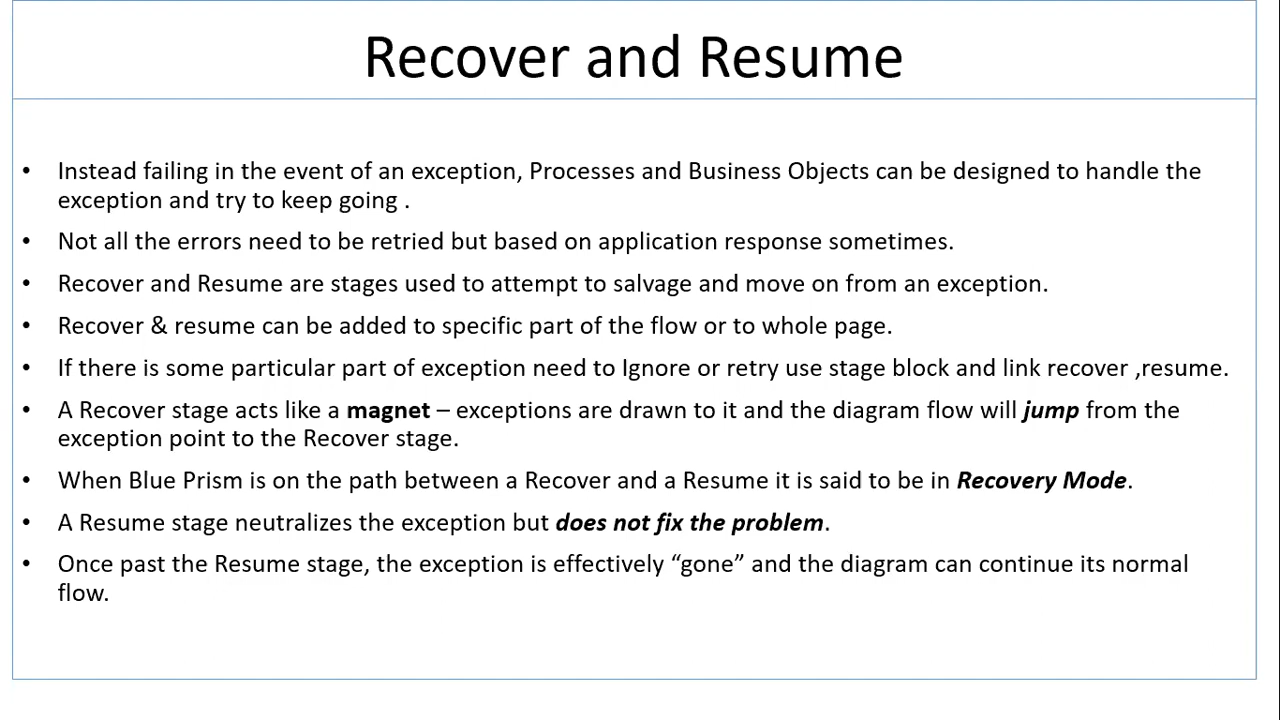 Recover and Resume
• Instead failing in the event of an exception, Processes and Business Objects can be designed to handle the
exception and try to keep going .
• Not all the errors need to be retried but based on application response sometimes.
• Recover and Resume are stages used to attempt to salvage and move on from an exception.
• Recover & resume can be added to specific part of the flow or to whole page.
• If there is some particular part of exception need to Ignore or retry use stage block and link recover ,resume.
• A Recover stage acts like a magnet – exceptions are drawn to it and the diagram flow will jump from the
exception point to the Recover stage.
• When Blue Prism is on the path between a Recover and a Resume it is said to be in Recovery Mode.
• A Resume stage neutralizes the exception but does not fix the problem.
• Once past the Resume stage, the exception is effectively “gone” and the diagram can continue its normal
flow.